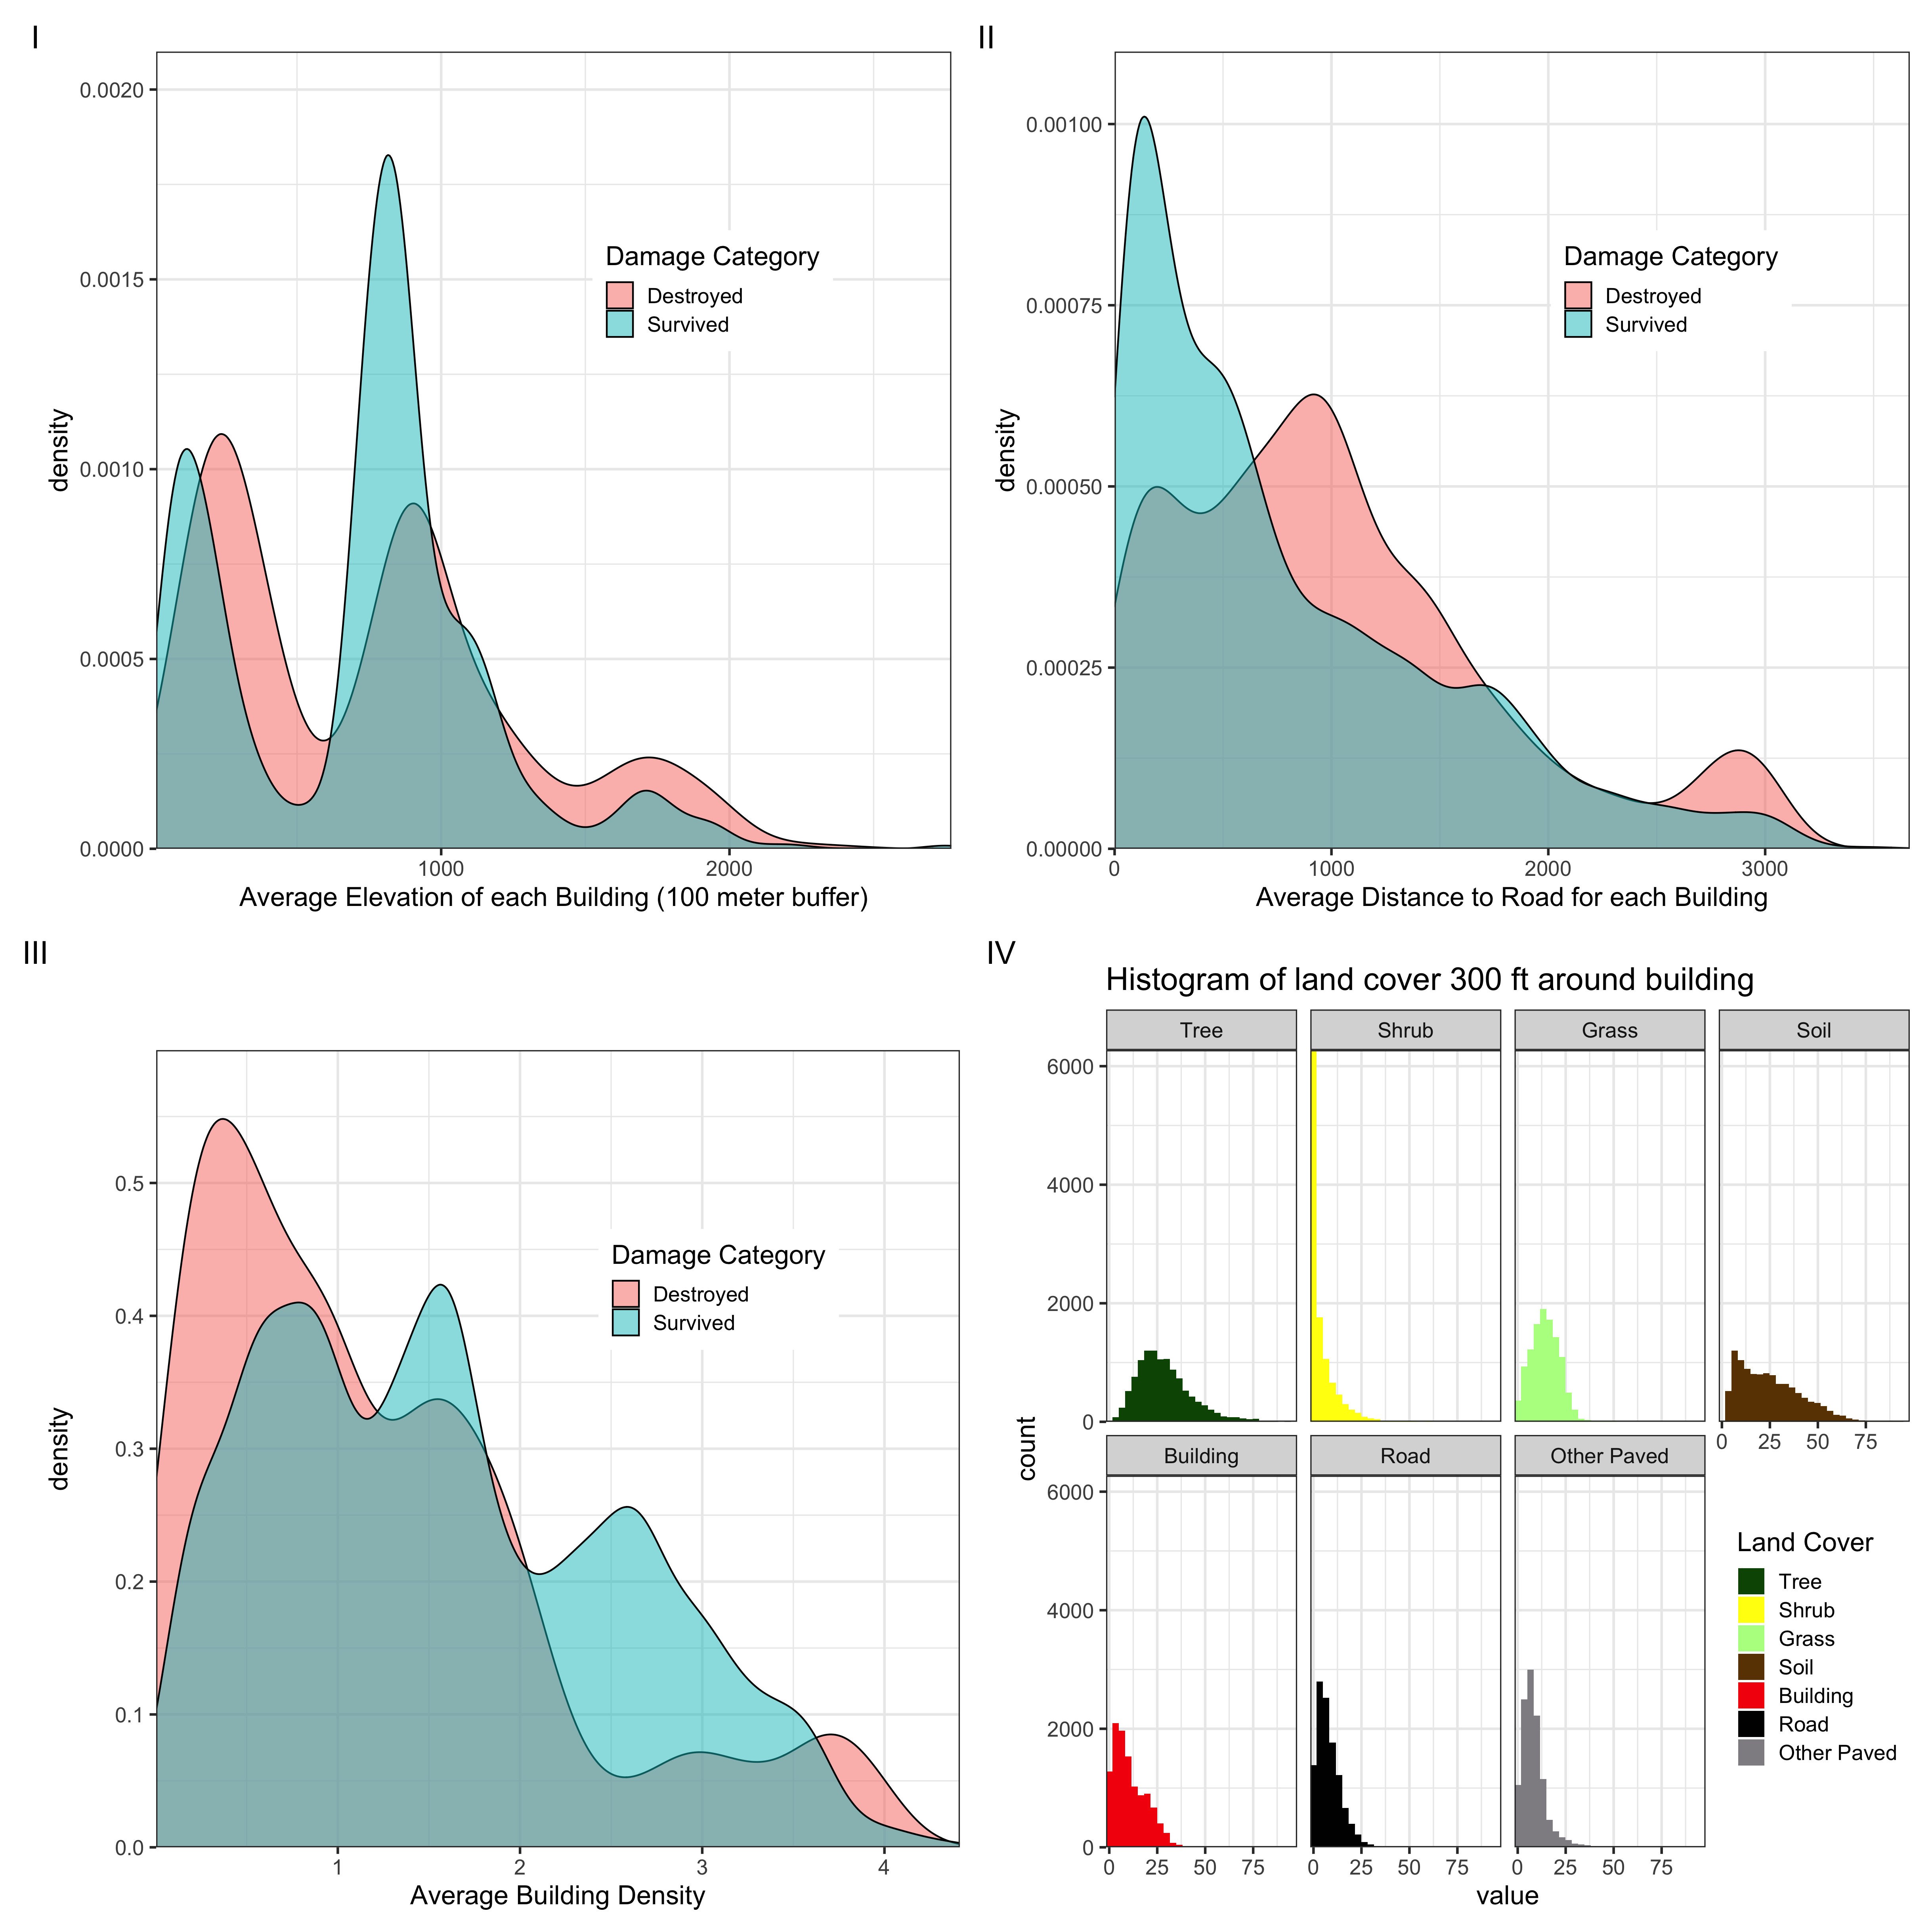 I
0.0020
0.0015
0.0010
0.0005
0.0000
density
Damage Category
Destroyed
Survived
1000 2000
Average Elevation of each Building (100 meter buffer)
II
0.00100
0.00075
0.00050
0.00025
0.00000
density
Damage Category
Destroyed
Survived
0 1000 2000 3000
Average Distance to Road for each Building
III
0.5
0.4
0.3
0.2
0.1
0.0
density
Damage Category
Destroyed
Survived
1 2 3 4
Average Building Density
IV
Histogram of land cover 300 ft around building
Tree Shrub Grass Soil
6000
4000
2000
0
0 25 50 75
count
Building Road Other Paved
6000
4000
2000
0
0 25 50 75 0 25 50 75 0 25 50 75
value
Land Cover
Tree
Shrub
Grass
Soil
Building
Road
Other Paved